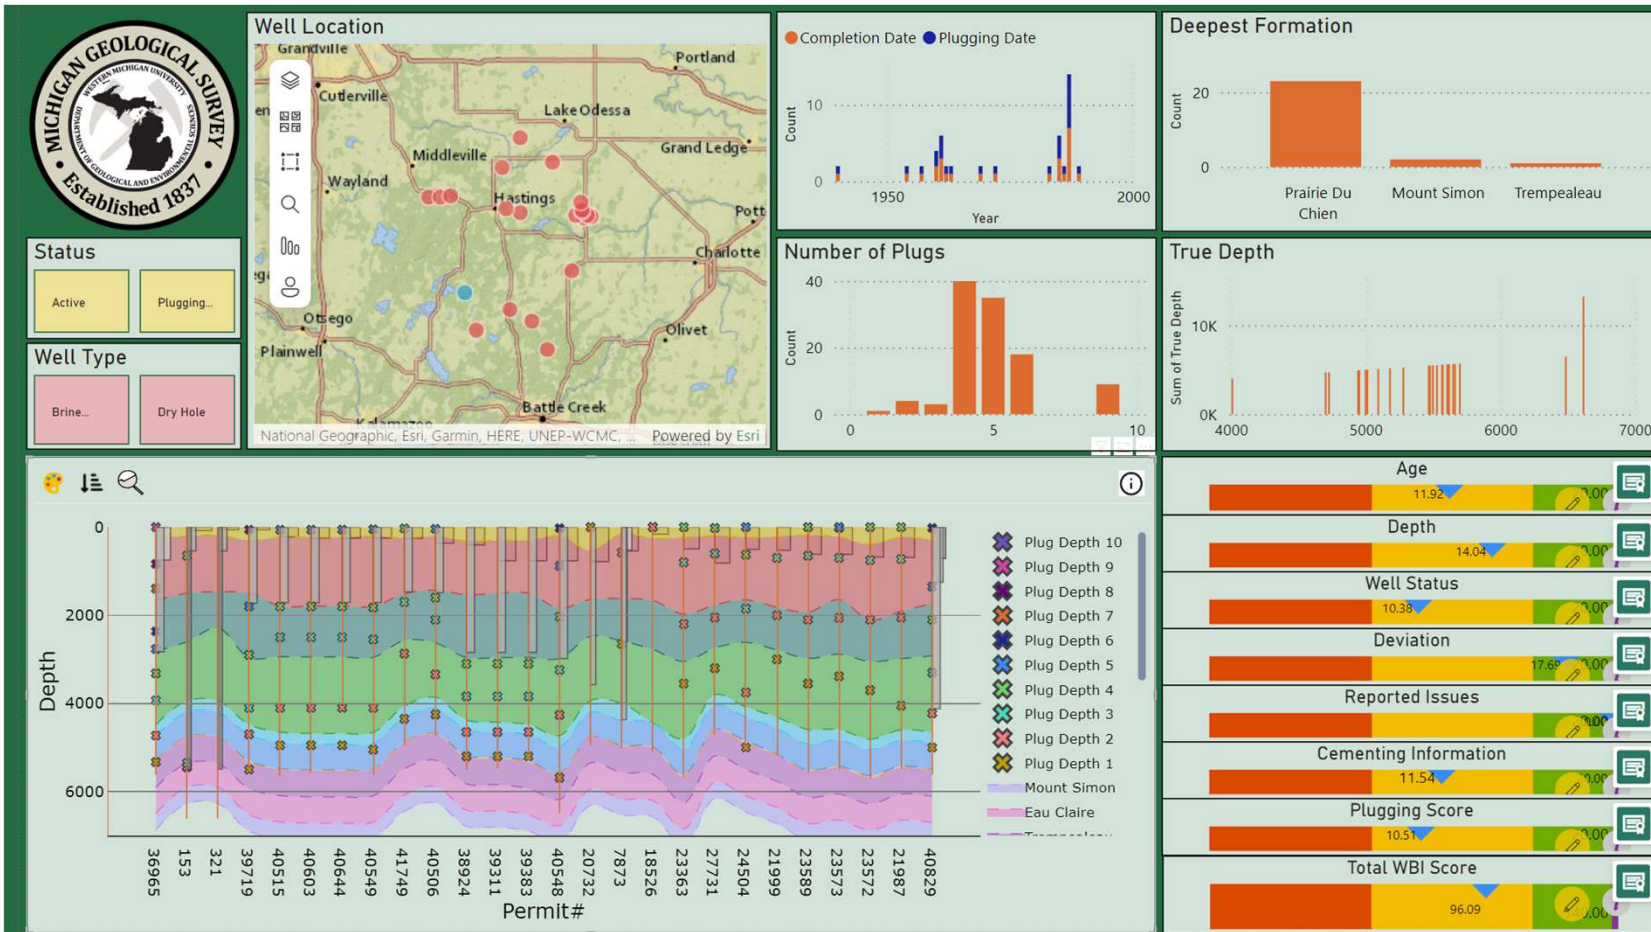 MICHIGAN GEOLOGICAL SURVEY
WESTERN MICHIGAN UNIVERSITY
DEPARTMENT OF GEOLOGICAL AND ENVIRONMENTAL SCIENCES
Established 1837
Status
Active
Plugging...
Well Type
Brine...
Dry Hole
Well Location
Grandville
Portland
Cutlerville
Lake Odessa
Grand Ledge
Middleville
Wayland
Hastings
Pott
Charlotte
Otsego
Olivet
Plainwell
Battle Creek
Kalamazoo
National Geographic, Esri, Garmin, HERE, UNEP-WCMC, ...
Powered by Esri
Completion Date
Plugging Date
Count
10
0
1950
2000
Year
Deepest Formation
Count
20
0
Prairie Du
Chien
Mount Simon
Trempealeau
Number of Plugs
Count
40
20
0
0
5
10
True Depth
Sum of True Depth
10K
0K
4000
5000
6000
7000
Depth
0
2000
4000
6000
36965
153
321
39719
40515
40603
40644
40549
41749
40506
38924
39311
39383
40548
20732
7873
18526
23363
27731
24504
21999
23589
23573
23572
21987
40829
Permit#
Plug Depth 10
Plug Depth 9
Plug Depth 8
Plug Depth 7
Plug Depth 6
Plug Depth 5
Plug Depth 4
Plug Depth 3
Plug Depth 2
Plug Depth 1
Mount Simon
Eau Claire
Age
11.92
Depth
14.04
Well Status
10.38
Deviation
17.69
Reported Issues
Cementing Information
11.54
Plugging Score
10.51
Total WBI Score
96.09